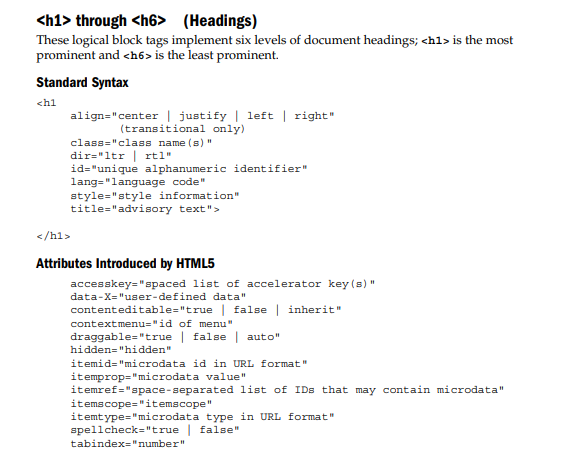 <h1> through <h6> (Headings)
These logical block tags implement six levels of document headings; <h1> is the most
prominent and <h6> is the least prominent.
Standard Syntax
<h1
align="center | justify | left | right"
(transitional only)
class="class name(s)"
dir="ltr | rtl"
id="unique alphanumeric identifier"
lang="language code"
style="style information"
title="advisory text">
</h1>
Attributes Introduced by HTML5
accesskey="spaced list of accelerator key(s)"
data-X="user-defined data"
contenteditable="true | false | inherit"
contextmenu="id of menu"
draggable="true | false | auto"
hidden="hidden"
itemid="microdata id in URL format"
itemprop="microdata value"
itemref="space-separated list of IDs that may contain microdata"
itemscope="itemscope"
itemtype="microdata type in URL format"
spellcheck="true | false"
tabindex="number"